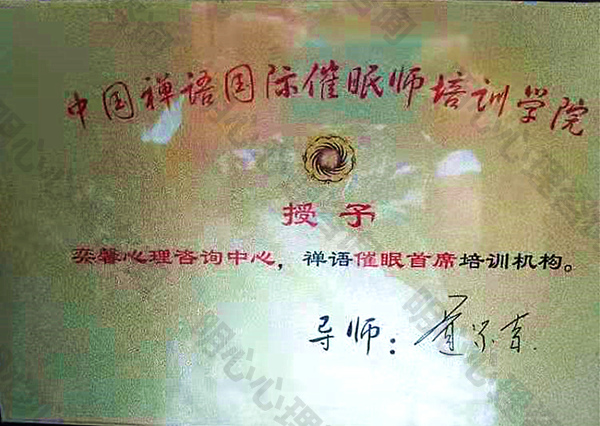 中国禅语国际催眠师培训学院
授予
奕馨心理咨询中心，禅语催眠首席培训机构。
导师：